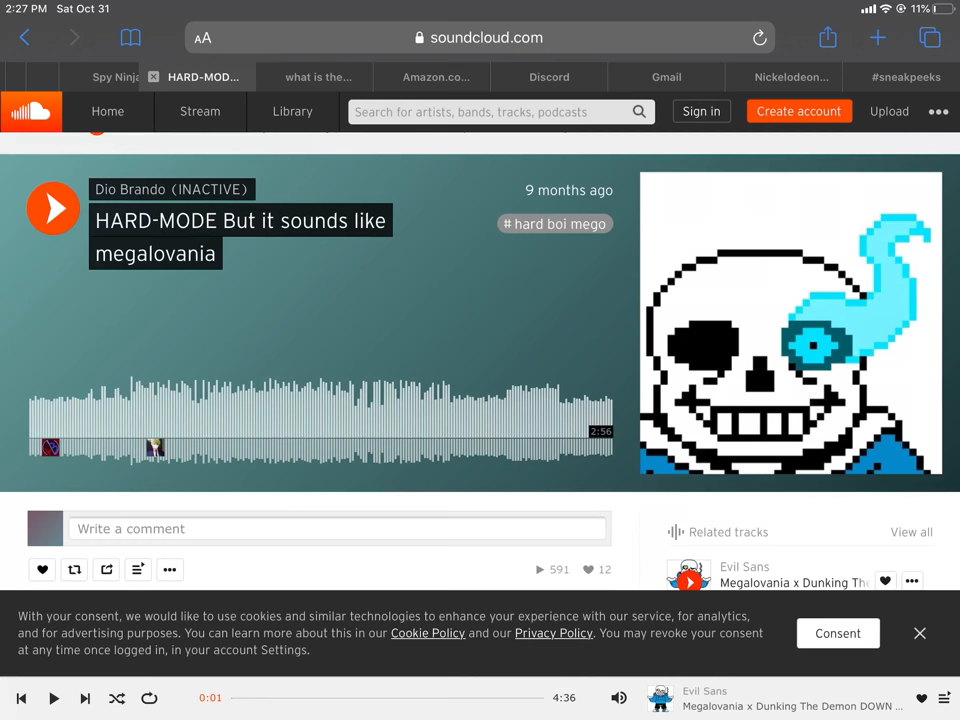 2:27 PM Sat Oct 31 11%
AA soundcloud.com
Spy Ninja HARD-MOD... what is the... Amazon.co... Discord Gmail Nickelodeon... #sneakpeeks
Home Stream Library Search for artists, bands, tracks, podcasts Sign in Create account Upload
Dio Brando (INACTIVE) 9 months ago
HARD-MODE But it sounds like
megalovania
# hard boi mego
2:56
Write a comment
Related tracks View all
591 12
Evil Sans
Megalovania x Dunking The
With your consent, we would like to use cookies and similar technologies to enhance your experience with our service, for analytics,
and for advertising purposes. You can learn more about this in our Cookie Policy and our Privacy Policy. You may revoke your consent
at any time once logged in, in your account Settings.
Consent
0:01 4:36
Evil Sans
Megalovania x Dunking The Demon DOWN ...